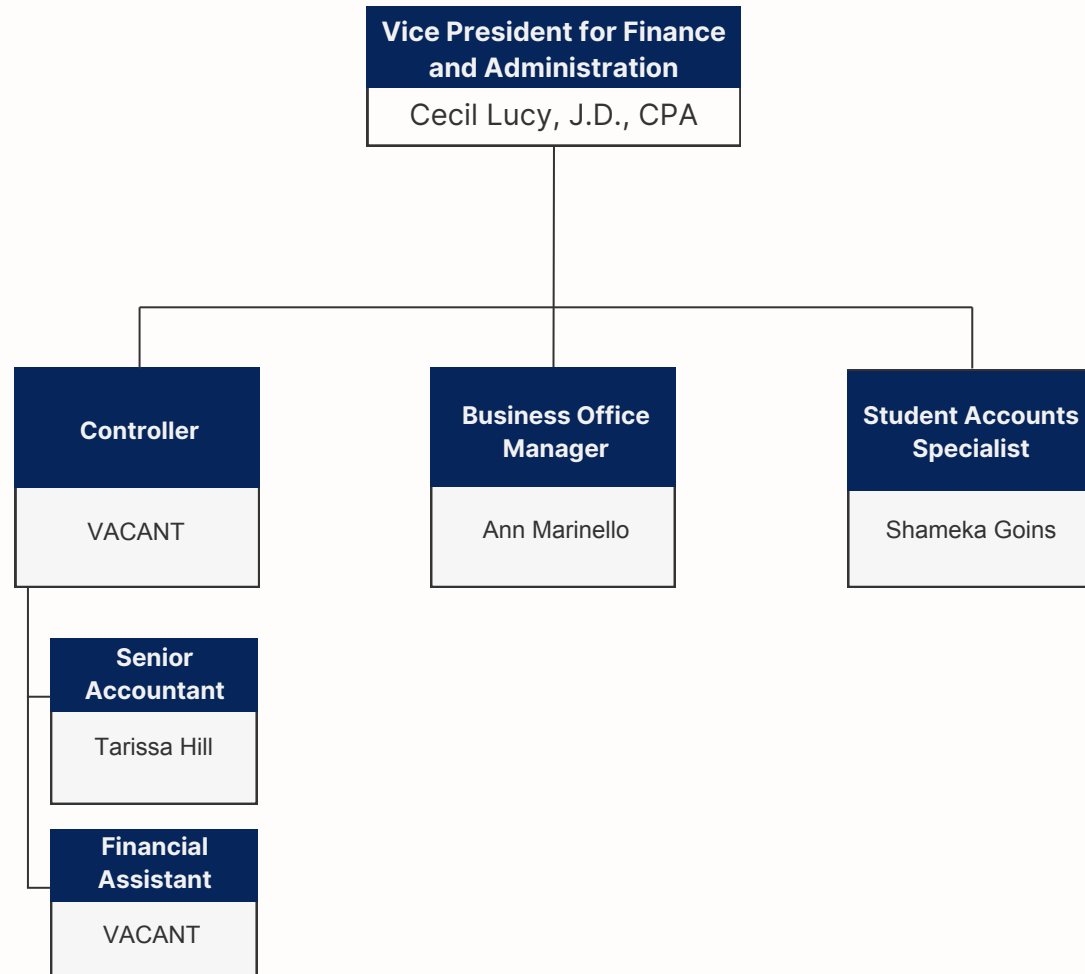 Vice President for Finance
and Administration
Cecil Lucy, J.D., CPA
Controller
VACANT
Business Office
Manager
Ann Marinello
Student Accounts
Specialist
Shameka Goins
Senior
Accountant
Tarissa Hill
Financial
Assistant
VACANT